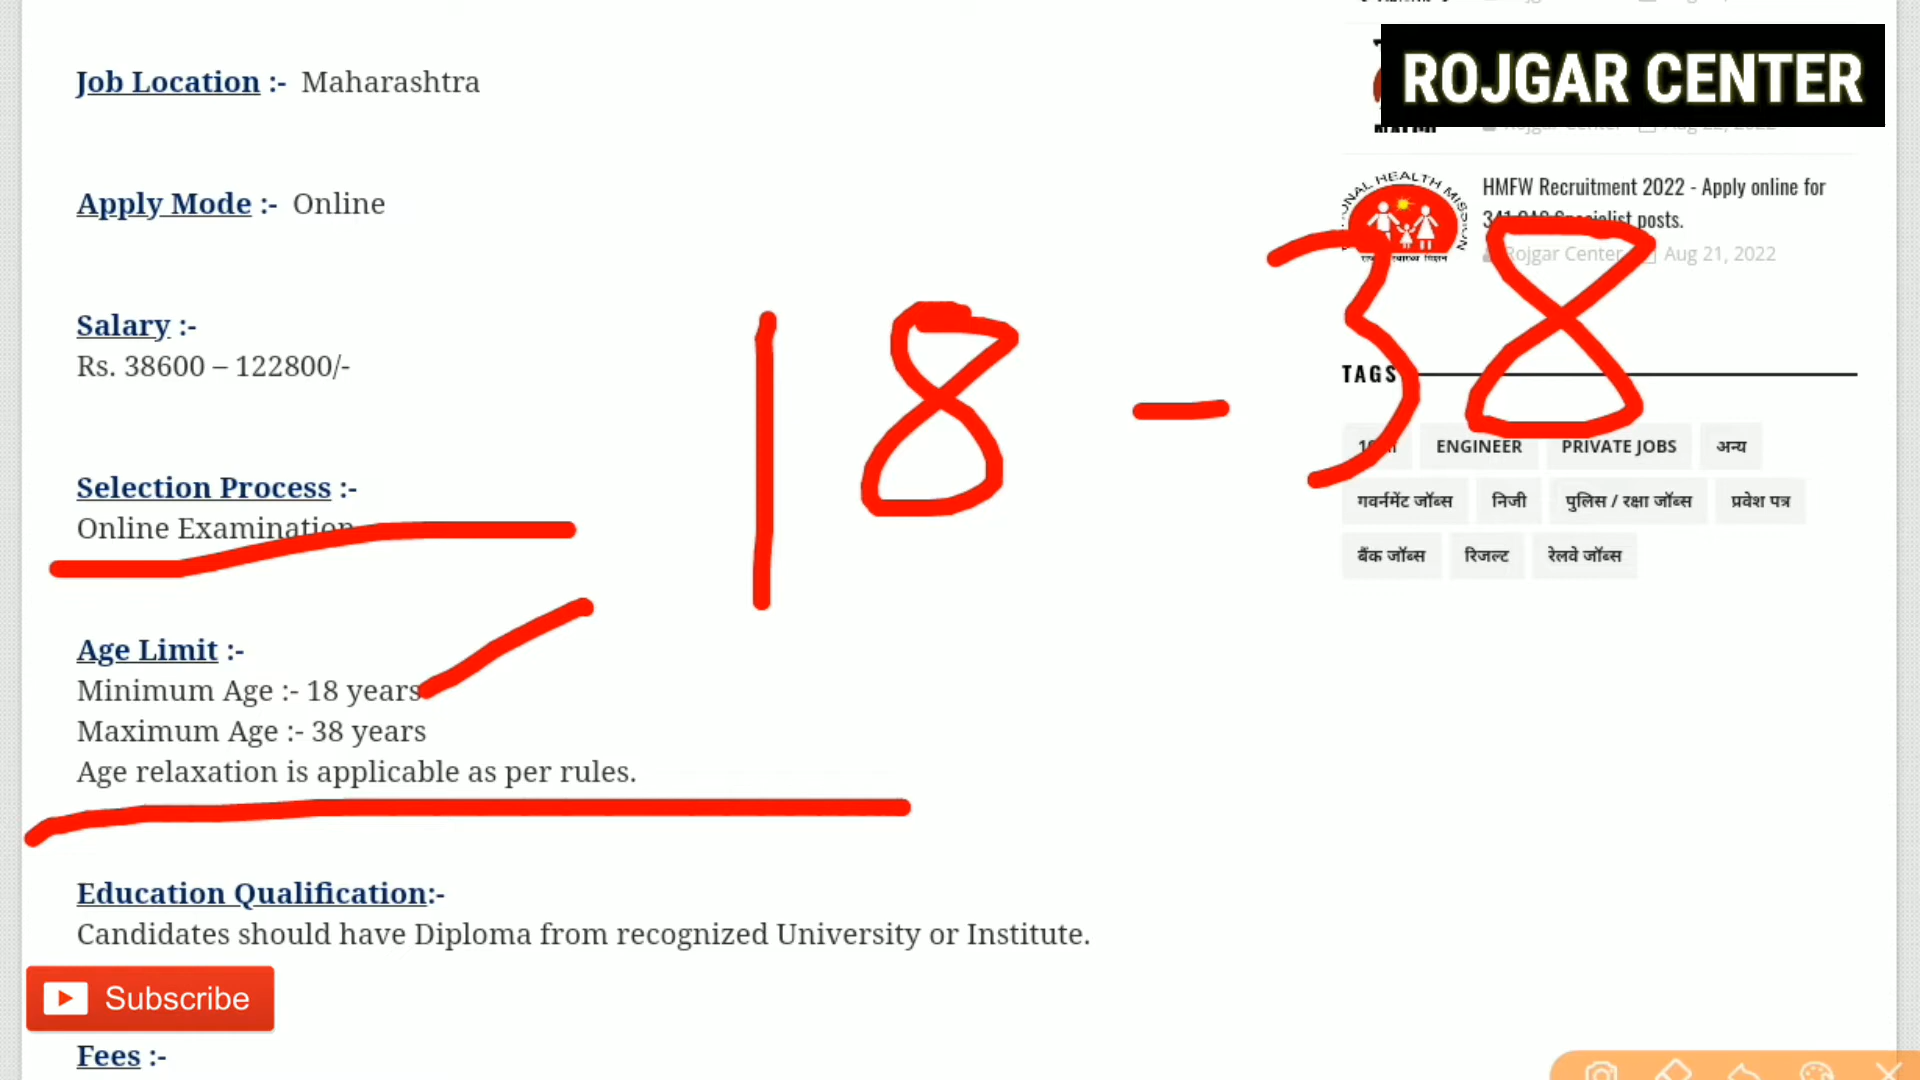 ROJGAR CENTER
Job Location :- Maharashtra
Apply Mode :- Online
Salary :-
Rs. 38600 – 122800/-
Selection Process :-
Online Examination
Age Limit :-
Minimum Age :- 18 years
Maximum Age :- 38 years
Age relaxation is applicable as per rules.
Education Qualification:-
Candidates should have Diploma from recognized University or Institute.
Subscribe
Fees :-
18 - 38
NATIONAL HEALTH MISSION
HMFW Recruitment 2022 - Apply online for
posts.
Rojgar Center Aug 21, 2022
TAGS
ENGINEER PRIVATE JOBS अन्य
गवर्नमेंट जॉब्स निजी पुलिस / रक्षा जॉब्स प्रवेश पत्र
बैंक जॉब्स रिजल्ट रेलवे जॉब्स